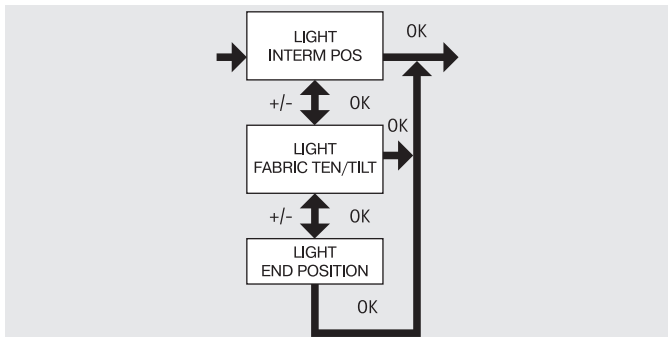 LIGHT
INTERM POS
OK
+/- OK
OK
LIGHT
FABRIC TEN/TILT
+/- OK
LIGHT
END POSITION
OK